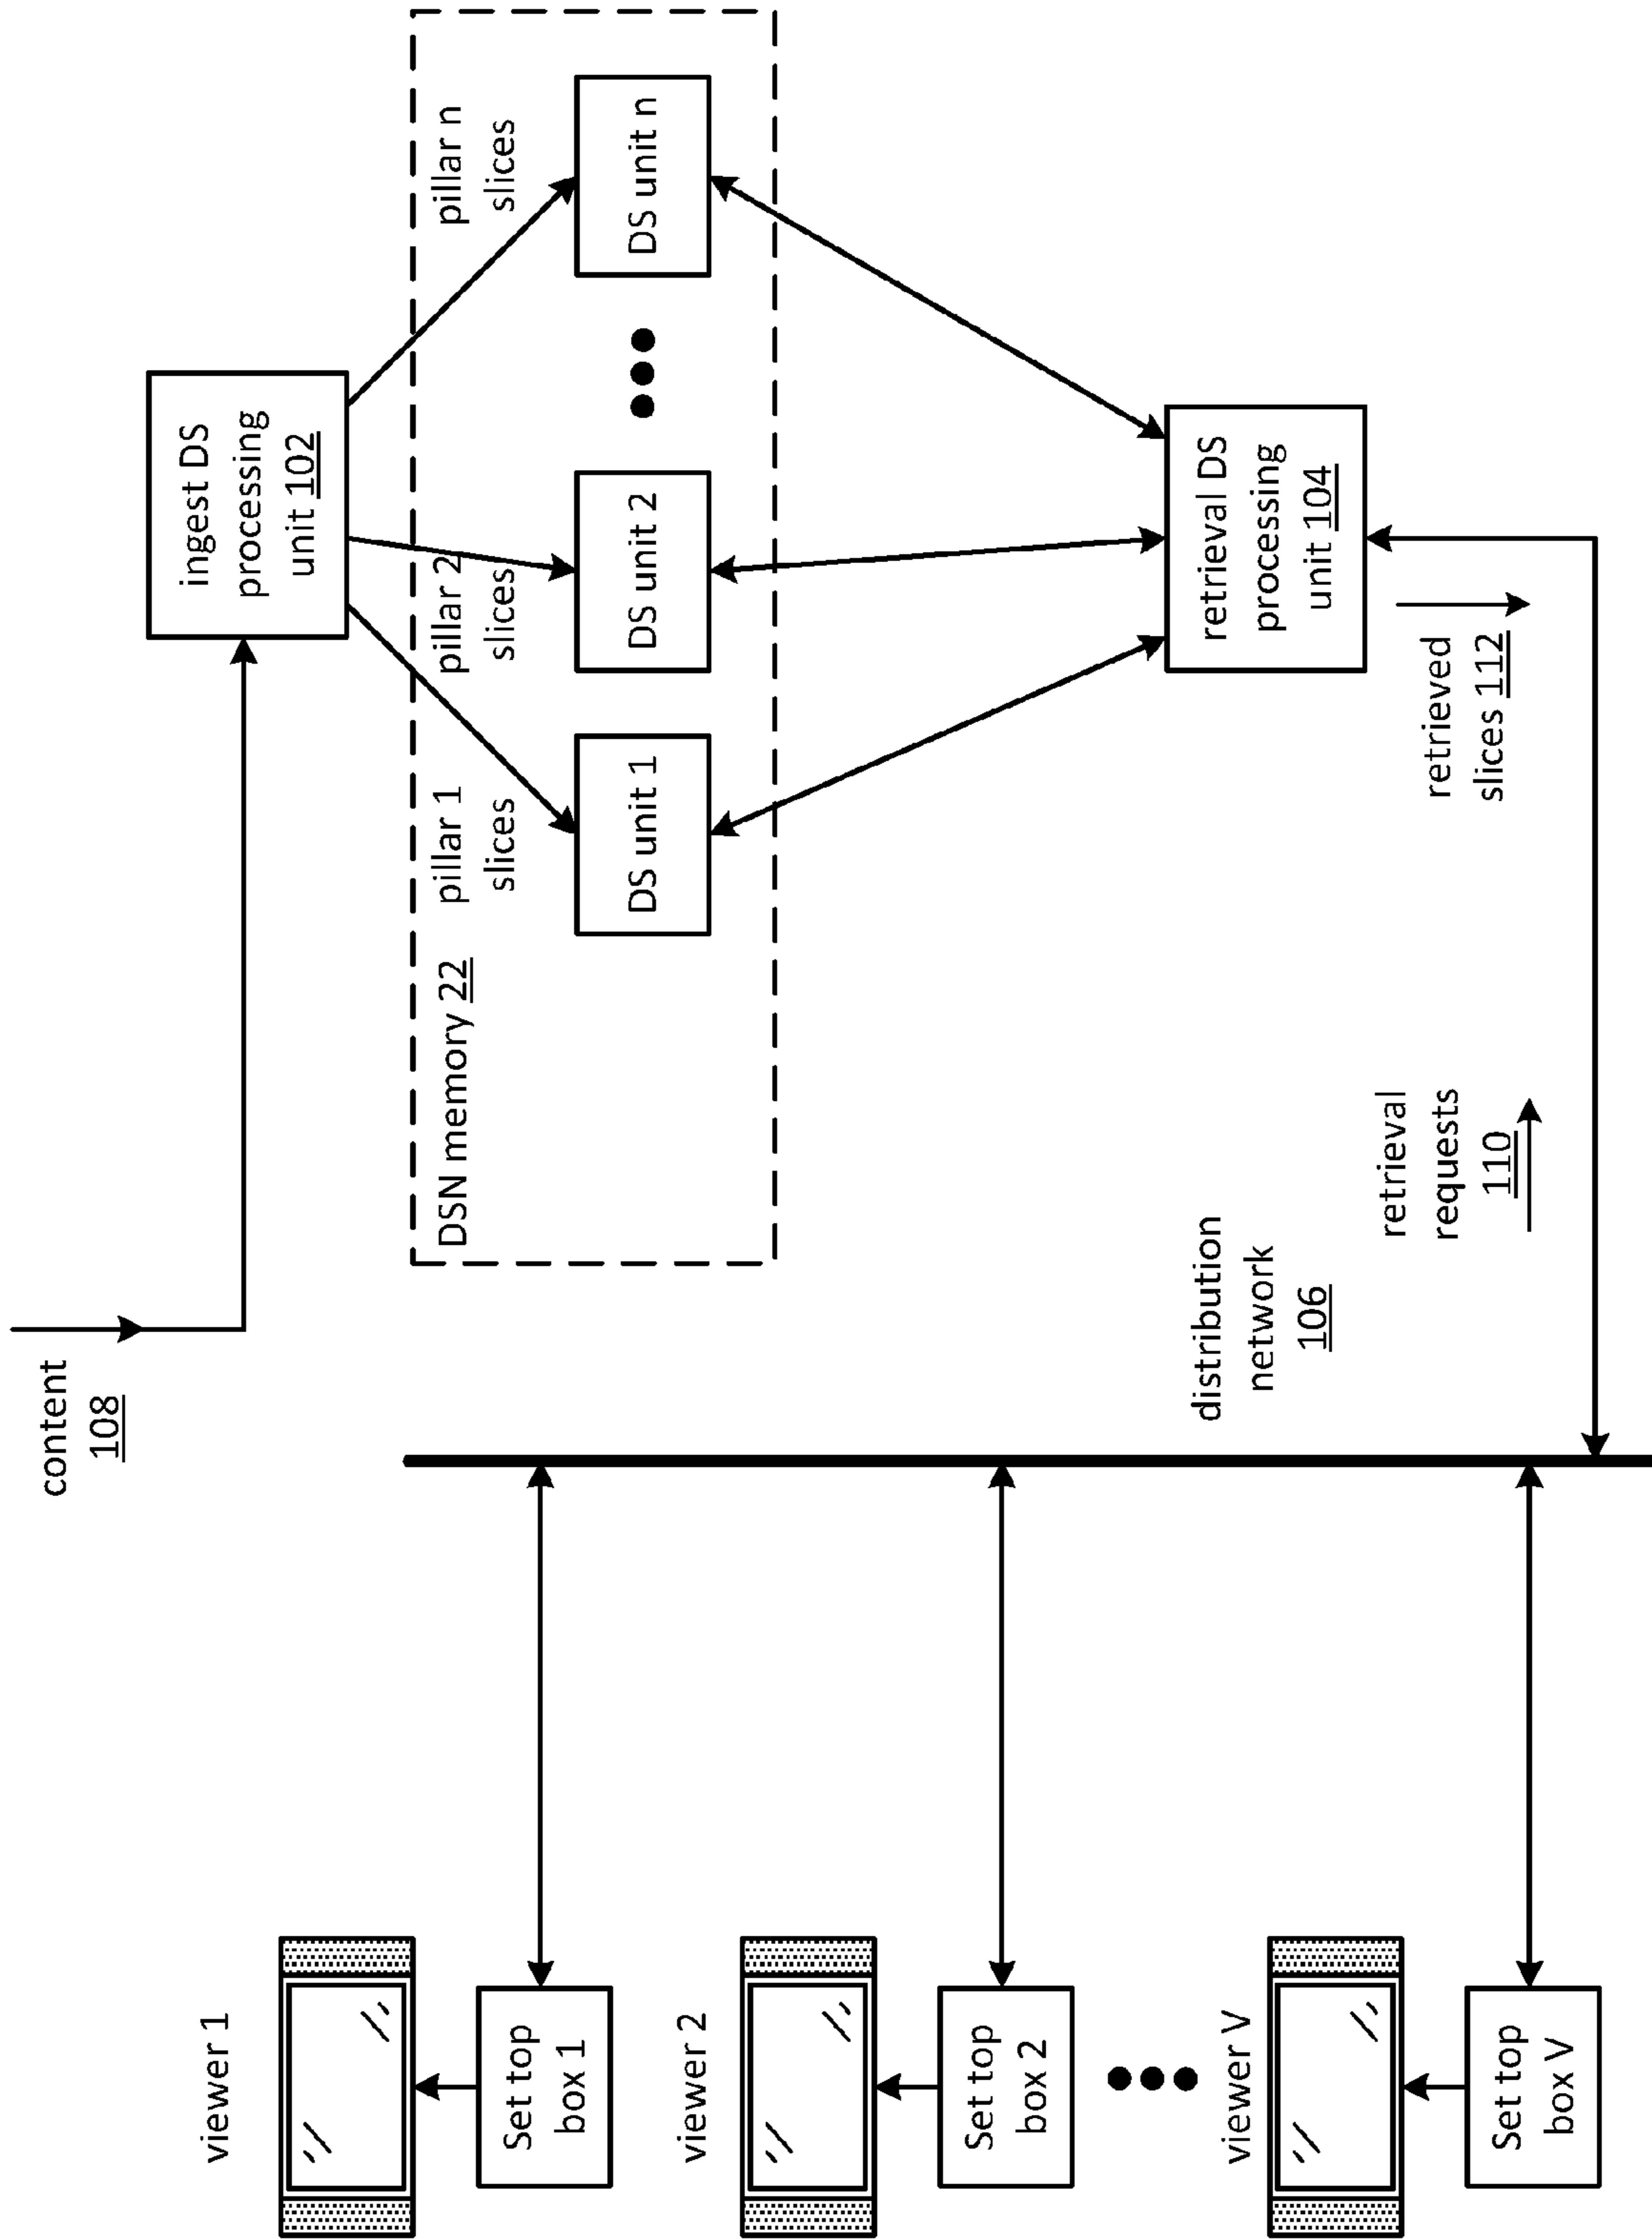 viewer 1
Set top
box 1
viewer 2
Set top
box 2
viewer V
Set top
box V
content
108
distribution
network
106
retrieval
requests
110
ingest DS
processing
unit 102
DSN memory 22
pillar 1
slices
pillar 2
slices
pillar n
slices
DS unit 1
DS unit 2
DS unit n
retrieval DS
processing
unit 104
retrieved
slices 112